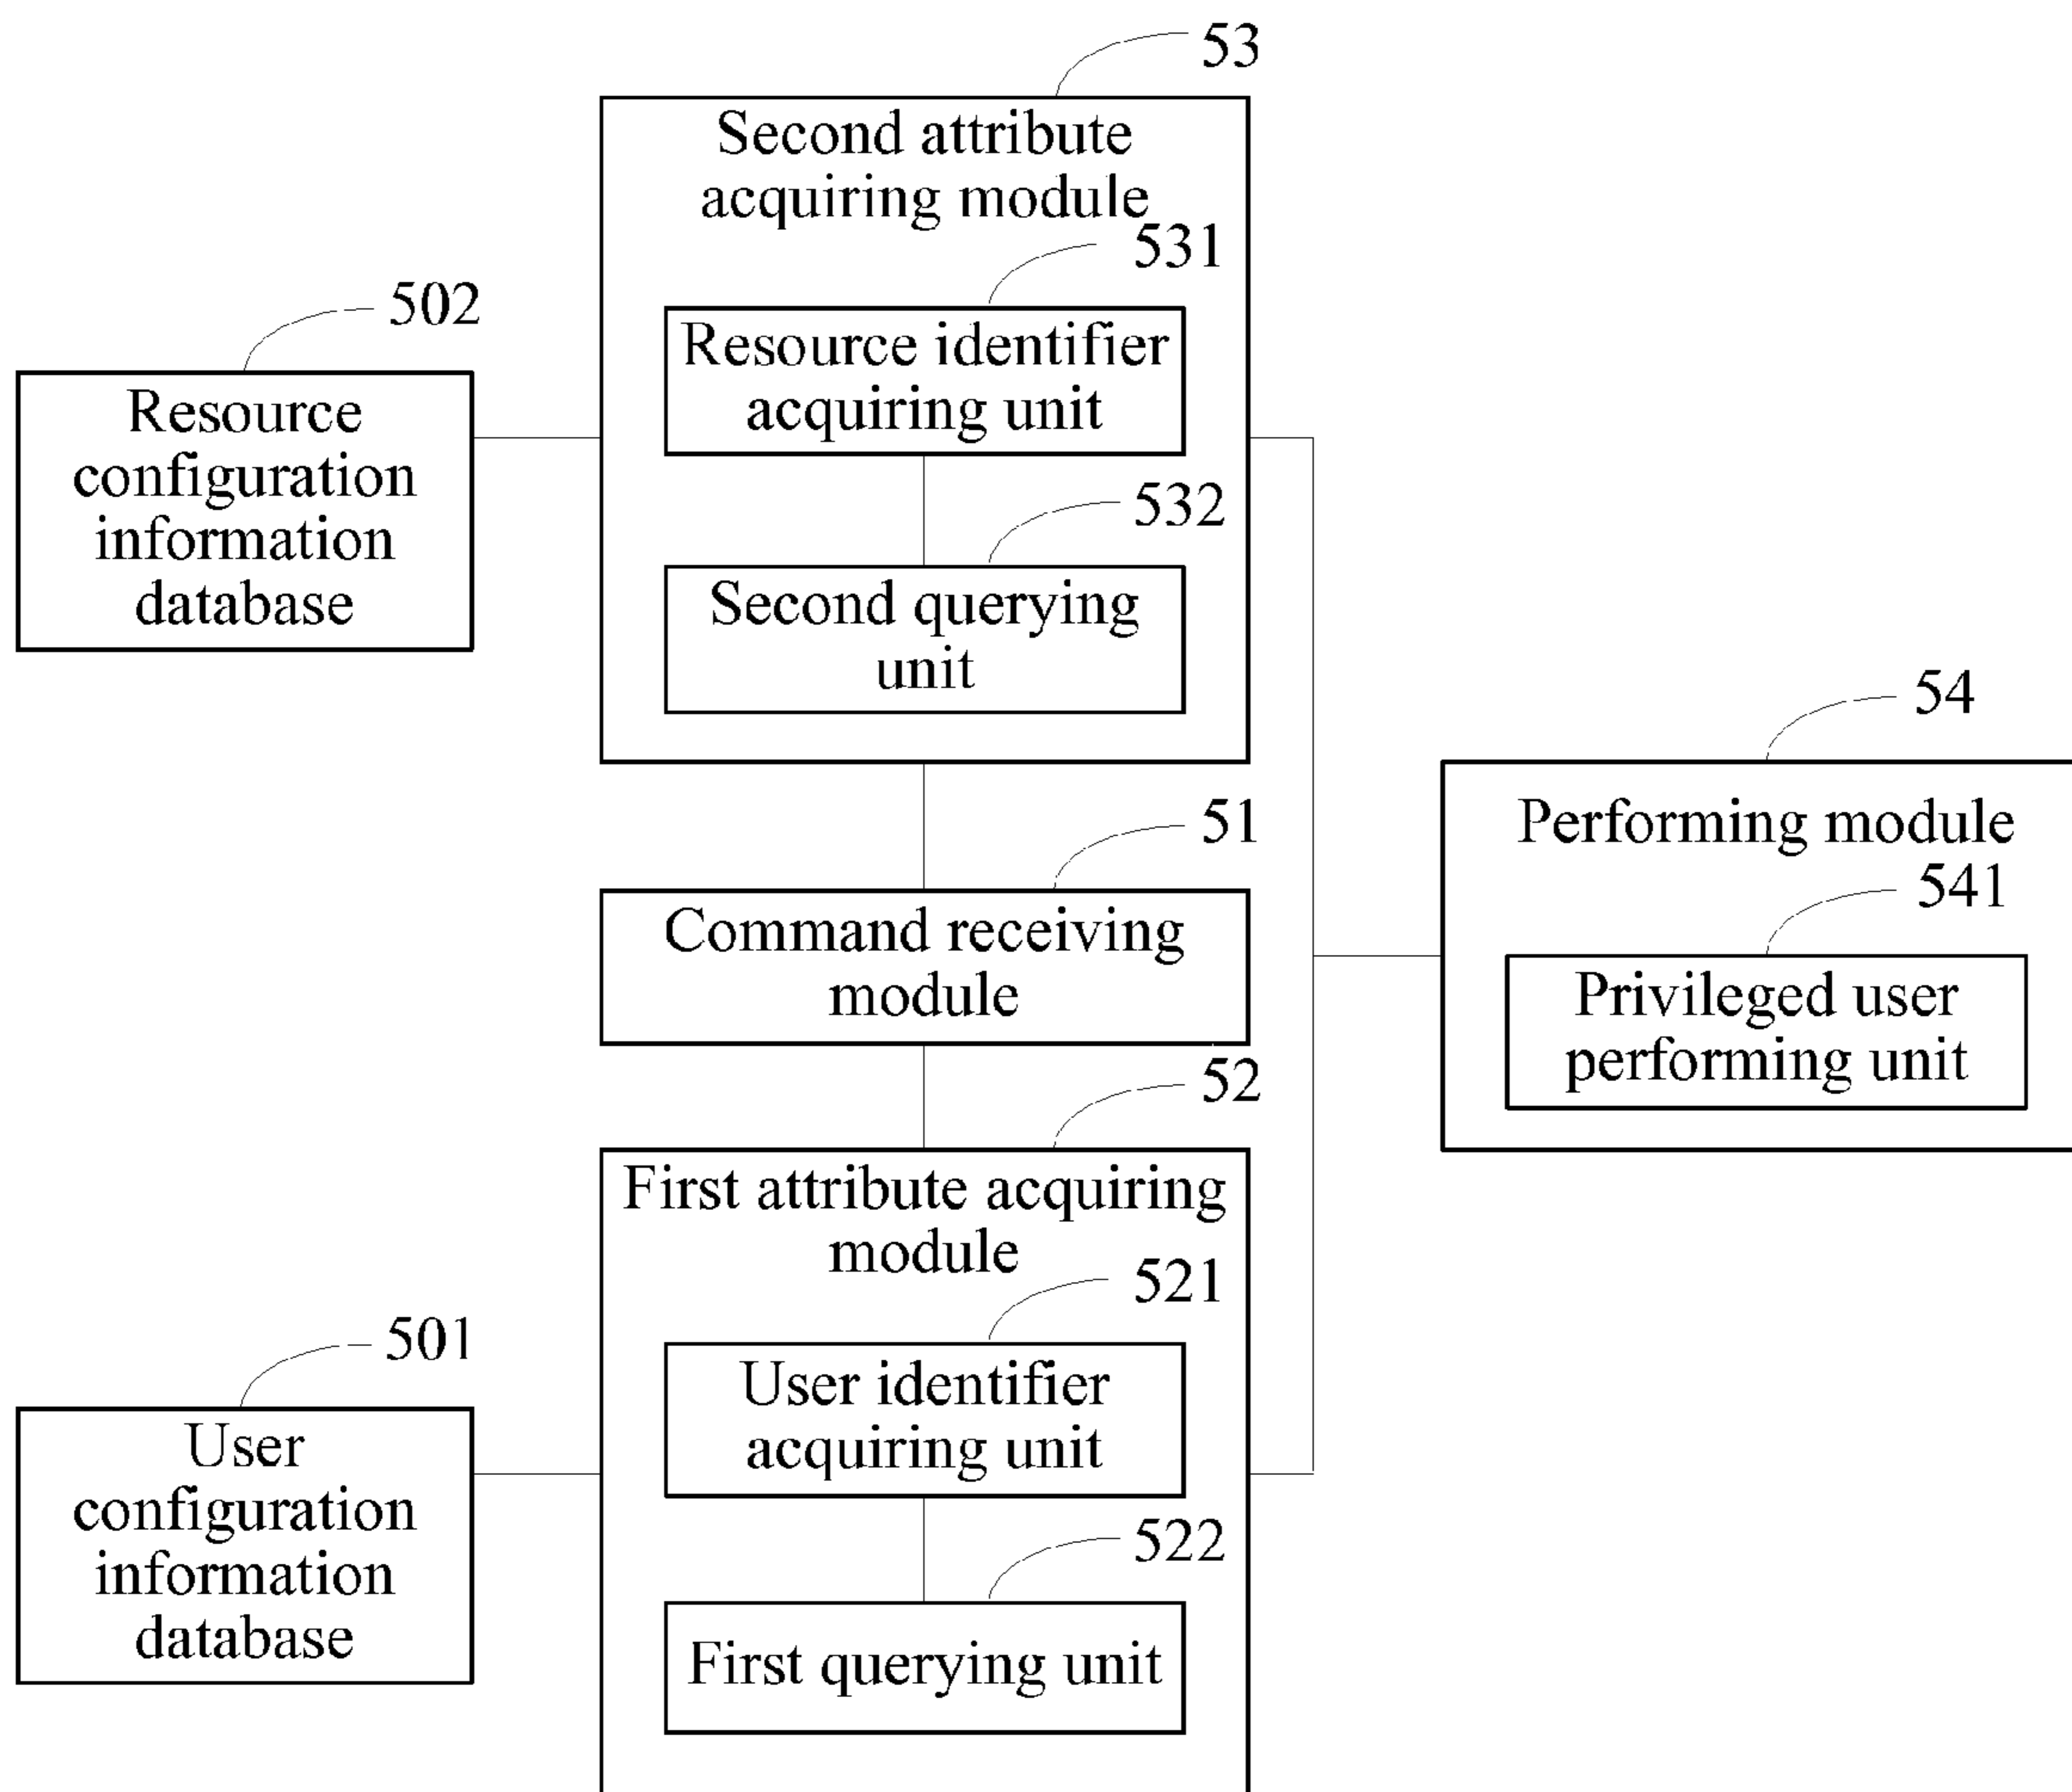 53
Second attribute
acquiring module
531
Resource identifier
acquiring unit
532
Second querying
unit
502
Resource
configuration
information
database
51
Command receiving
module
54
Performing module
541
Privileged user
performing unit
52
First attribute acquiring
module
521
User identifier
acquiring unit
522
First querying unit
501
User
configuration
information
database